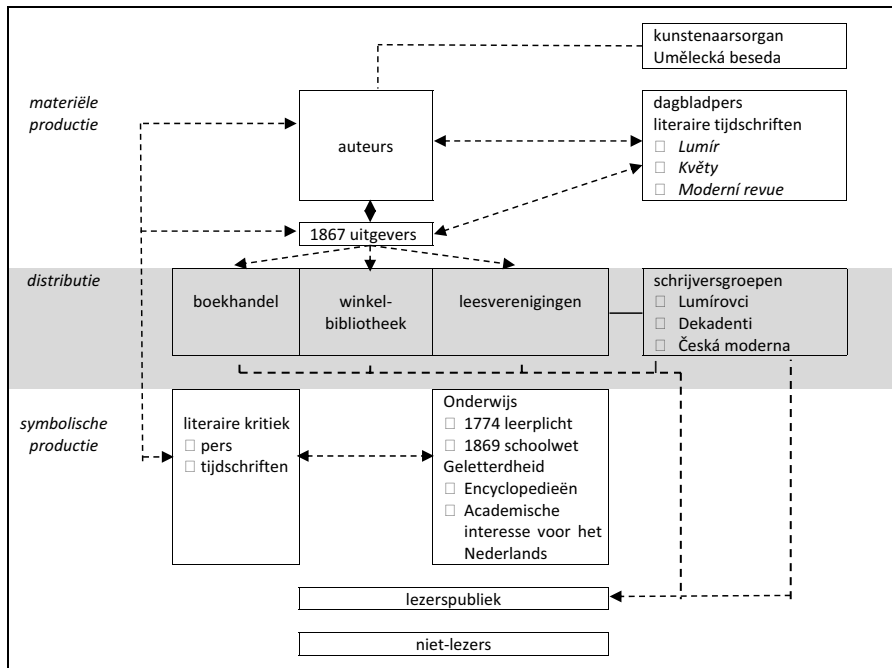 kunstenaarsorgan
Umělecká beseda
materiële
productie
auteurs
dagbladpers
literaire tijdschriften
Lumír
Květy
Moderní revue
1867 uitgevers
distributie
boekhandel
winkel-
bibliotheek
leesverenigingen
schrijversgroepen
Lumírovci
Dekadenti
Česká moderna
symbolische
productie
literaire kritiek
pers
tijdschriften
Onderwijs
1774 leerplicht
1869 schoolwet
Geletterdheid
Encyclopedieën
Academische
interesse voor het
Nederlands
lezerspubliek
niet-lezers